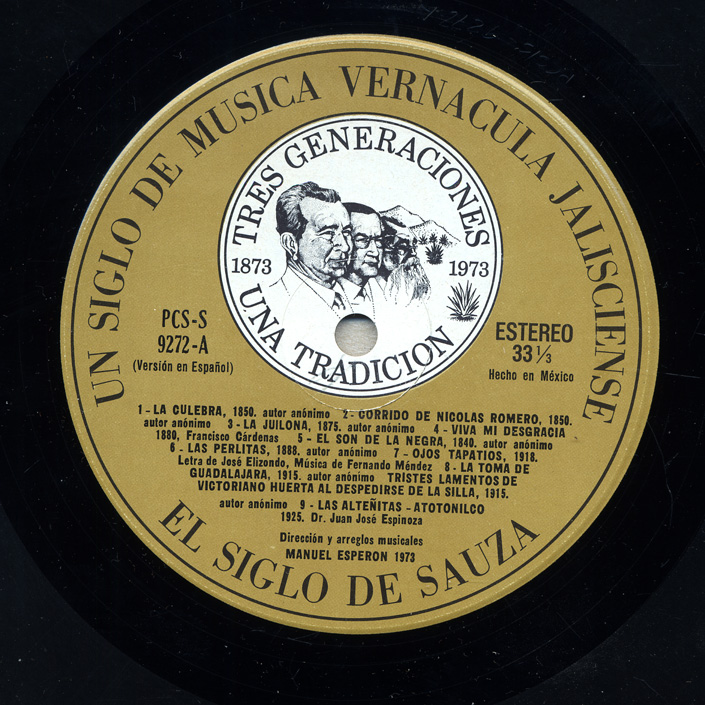 UN SIGLO DE MUSICA VERNACULA JALISCIENSE
TRES GENERACIONES
1873
1973
UNA TRADICION
PCS-S
9272-A
(Versión en Español)
ESTEREO
33 1/3
Hecho en México
1 - LA CULEBRA, 1850. autor anónimo 2 - CORRIDO DE NICOLAS ROMERO, 1850.
autor anónimo 3 - LA JUILONA, 1875. autor anónimo 4 - VIVA MI DESGRACIA
1880, Francisco Cárdenas 5 - EL SON DE LA NEGRA, 1840. autor anónimo
6 - LAS PERLITAS, 1888. autor anónimo 7 - OJOS TAPATIOS, 1918.
Letra de José Elizondo, Música de Fernando Méndez 8 - LA TOMA DE
GUADALAJARA, 1915. autor anónimo TRISTES LAMENTOS DE
VICTORIANO HUERTA AL DESPEDIRSE DE LA SILLA, 1915.
autor anónimo 9 - LAS ALTEÑITAS - ATOTONILCO
1925. Dr. Juan José Espinoza
Dirección y arreglos musicales
MANUEL ESPERON 1973
EL SIGLO DE SAUZA